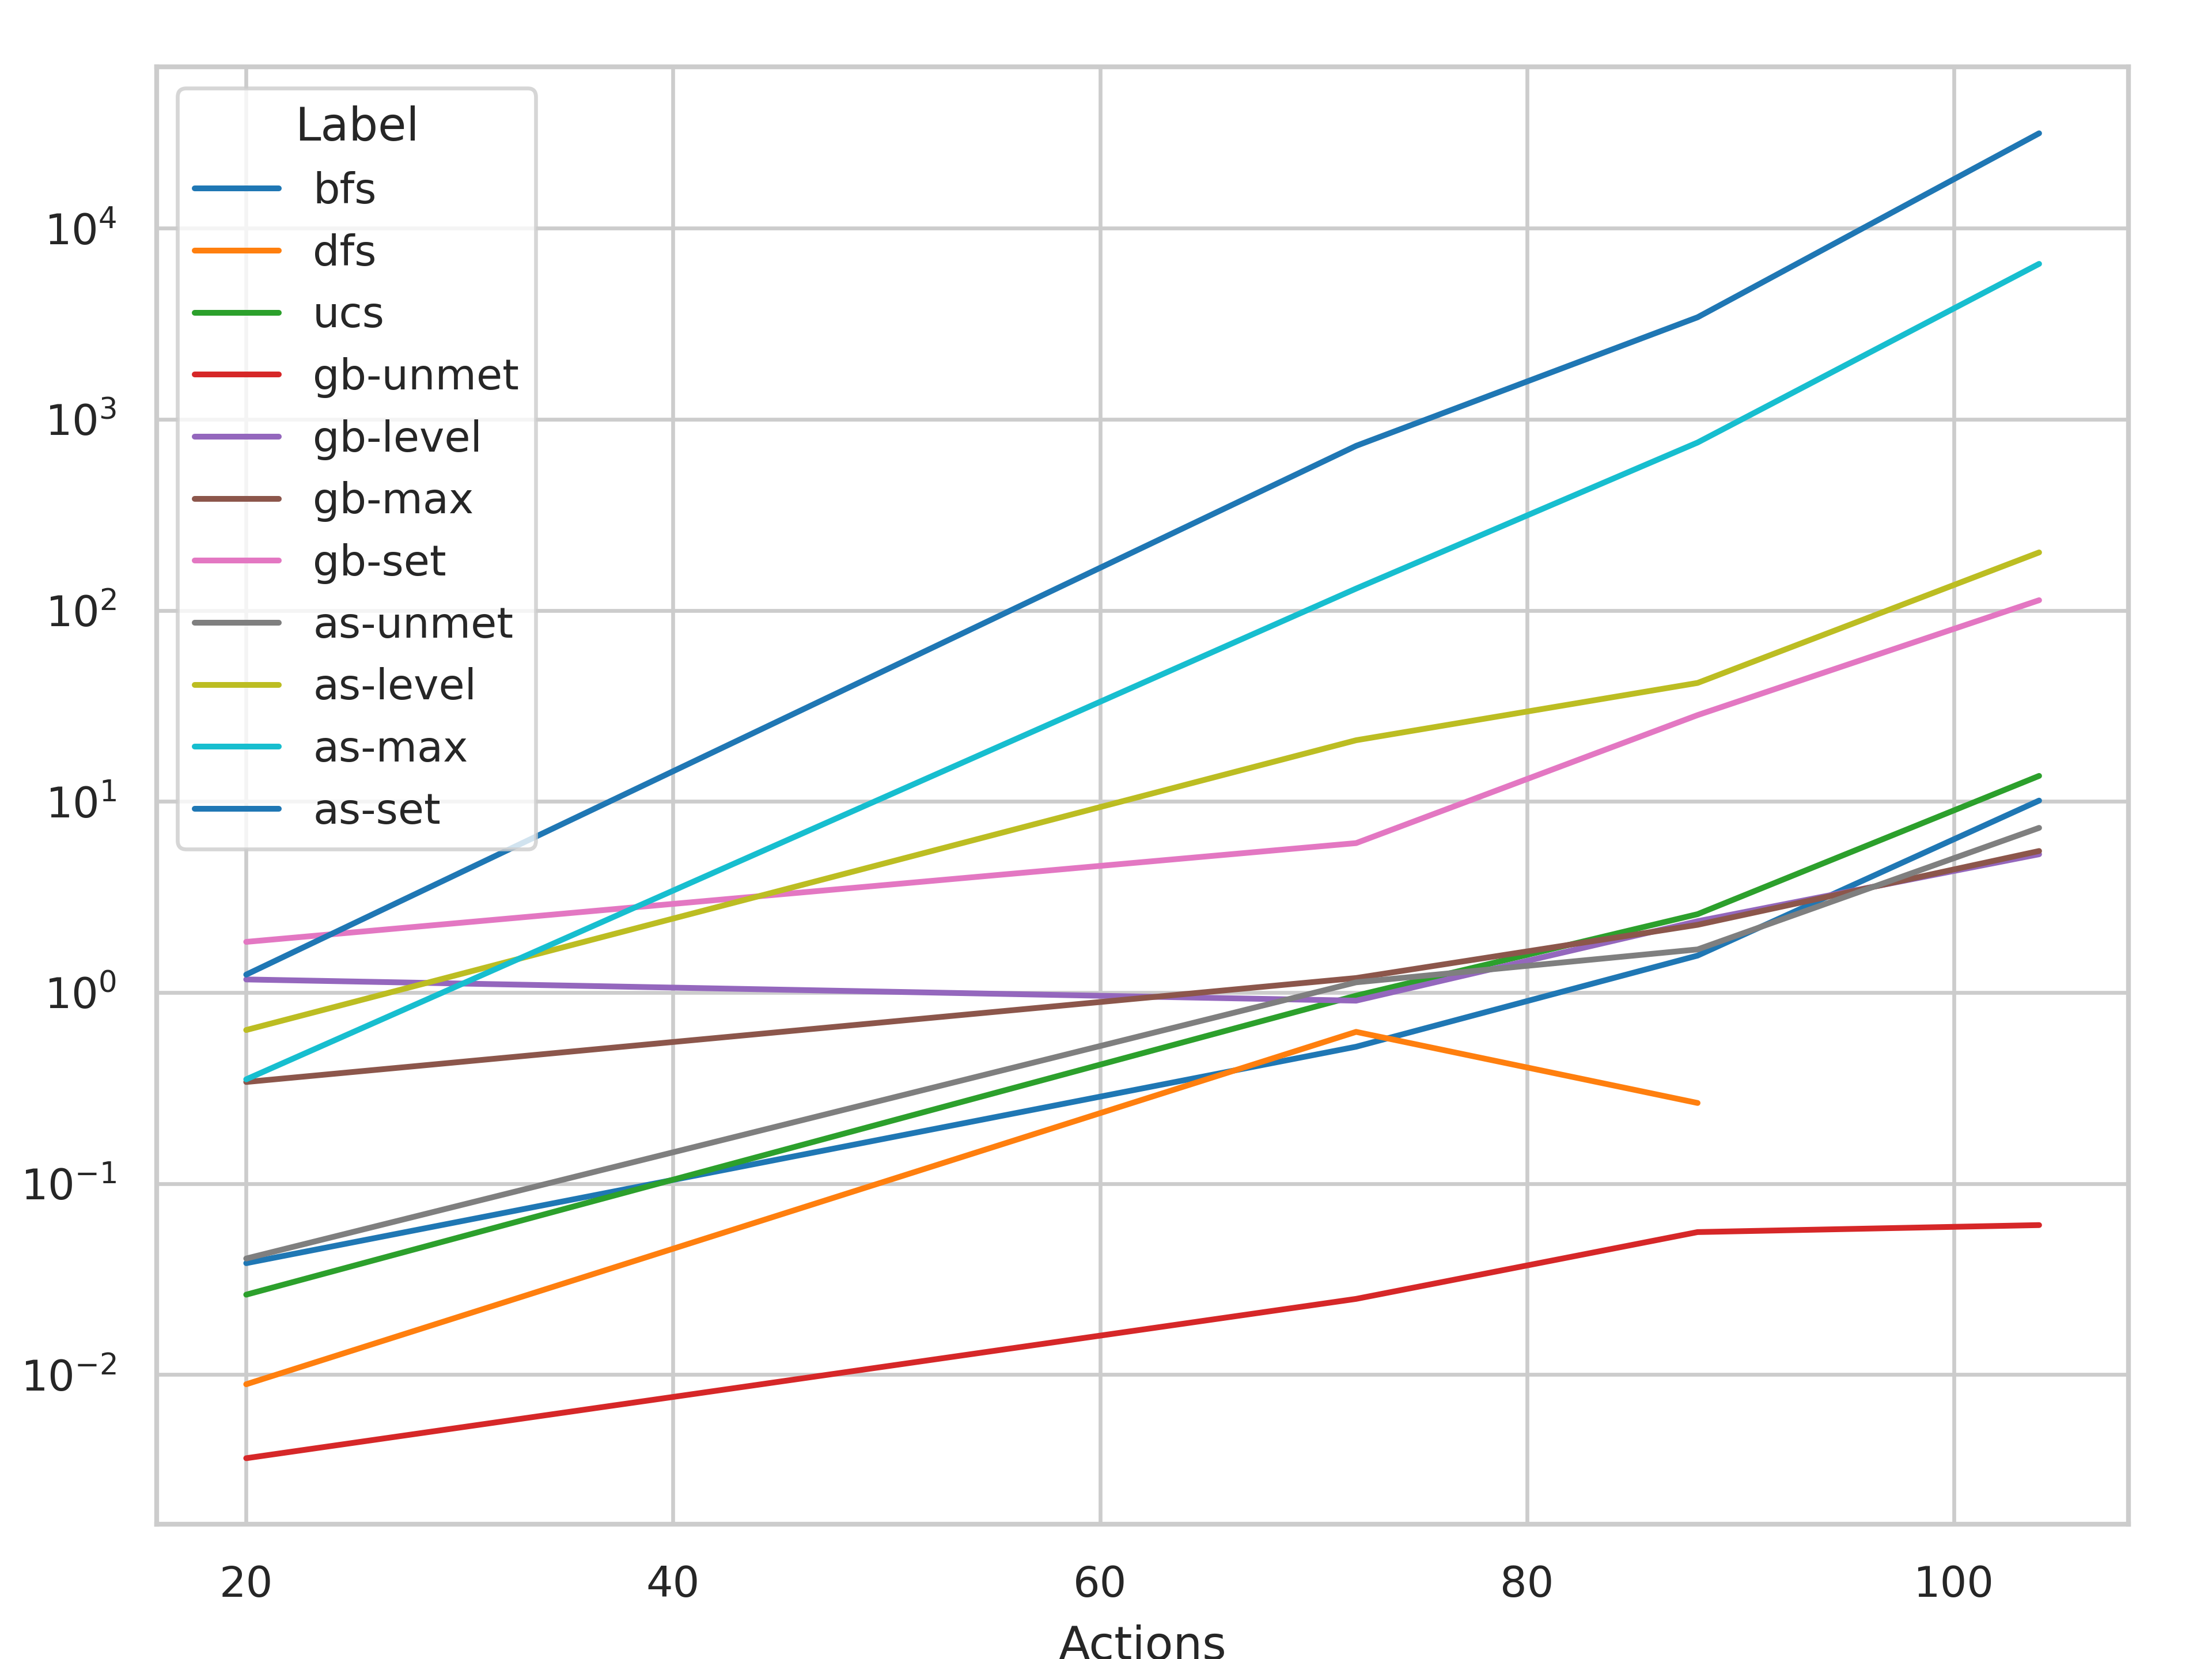 Label
bfs
dfs
ucs
gb-unmet
gb-level
gb-max
gb-set
as-unmet
as-level
as-max
as-set
10⁴
10³
10²
10¹
10⁰
10⁻¹
10⁻²
20 40 60 80 100
Actions